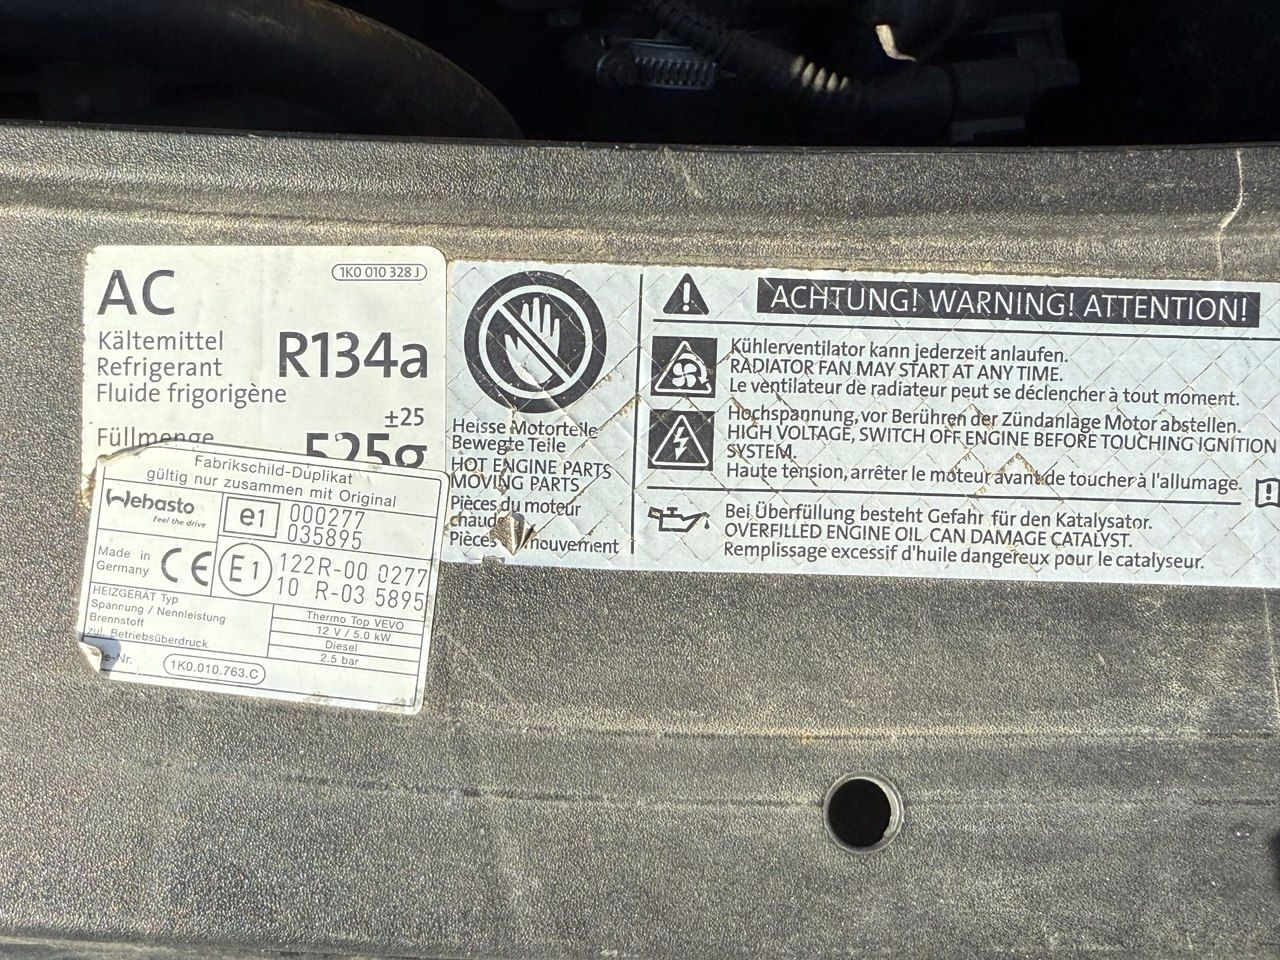 AC
1K0 010 328 J
Kältemittel
Refrigerant
Fluide frigorigène
R134a
±25
Füllmenge
525g
Fabrikschild-Duplikat
gültig nur zusammen mit Original
Webasto
Feel the drive
e1
000277
035895
Made in
Germany
CE
E1
122R-00 0277
10 R-03 5895
HEIZGERÄT Typ
Thermo Top VEVO
Spannung / Nennleistung
12 V / 5.0 kW
Brennstoff
Diesel
zul. Betriebsüberdruck
2.5 bar
e-Nr.
1K0.010.763.C
Heisse Motorteile
Bewegte Teile
HOT ENGINE PARTS
MOVING PARTS
Pièces du moteur
chaud
Pièces mouvement
ACHTUNG! WARNING! ATTENTION!
Kühlerventilator kann jederzeit anlaufen.
RADIATOR FAN MAY START AT ANY TIME.
Le ventilateur de radiateur peut se déclencher à tout moment.
Hochspannung, vor Berühren der Zündanlage Motor abstellen.
HIGH VOLTAGE, SWITCH OFF ENGINE BEFORE TOUCHING IGNITION
SYSTEM.
Haute tension, arrêter le moteur avant de toucher à l'allumage.
Bei Überfüllung besteht Gefahr für den Katalysator.
OVERFILLED ENGINE OIL CAN DAMAGE CATALYST.
Remplissage excessif d'huile dangereux pour le catalyseur.